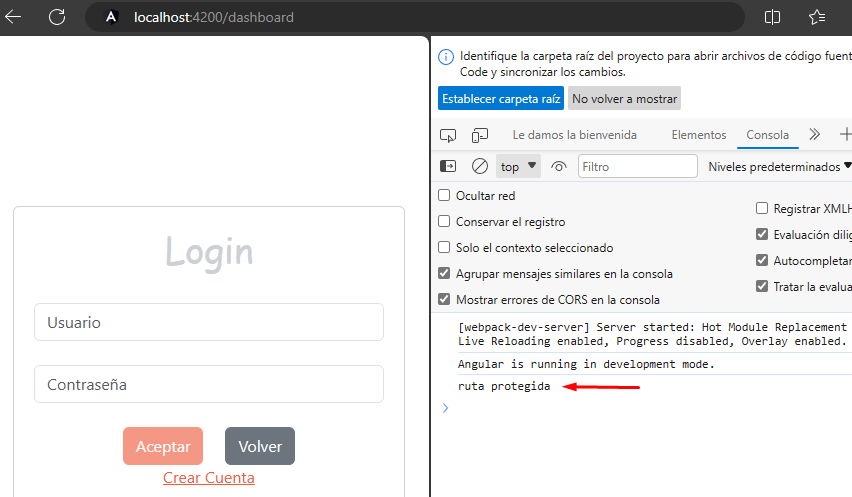 localhost:4200/dashboard
Identifique la carpeta raíz del proyecto para abrir archivos de código fuent
Code y sincronizar los cambios.
Establecer carpeta raíz
No volver a mostrar
Le damos la bienvenida
Elementos
Consola
top
Filtro
Niveles predeterminados
Ocultar red
Registrar XMLH
Conservar el registro
Evaluación dilig
Solo el contexto seleccionado
Autocompletar
Agrupar mensajes similares en la consola
Tratar la evalua
Mostrar errores de CORS en la consola
[webpack-dev-server] Server started: Hot Module Replacement
Live Reloading enabled, Progress disabled, Overlay enabled.
Angular is running in development mode.
ruta protegida
Login
Usuario
Contraseña
Aceptar
Volver
Crear Cuenta